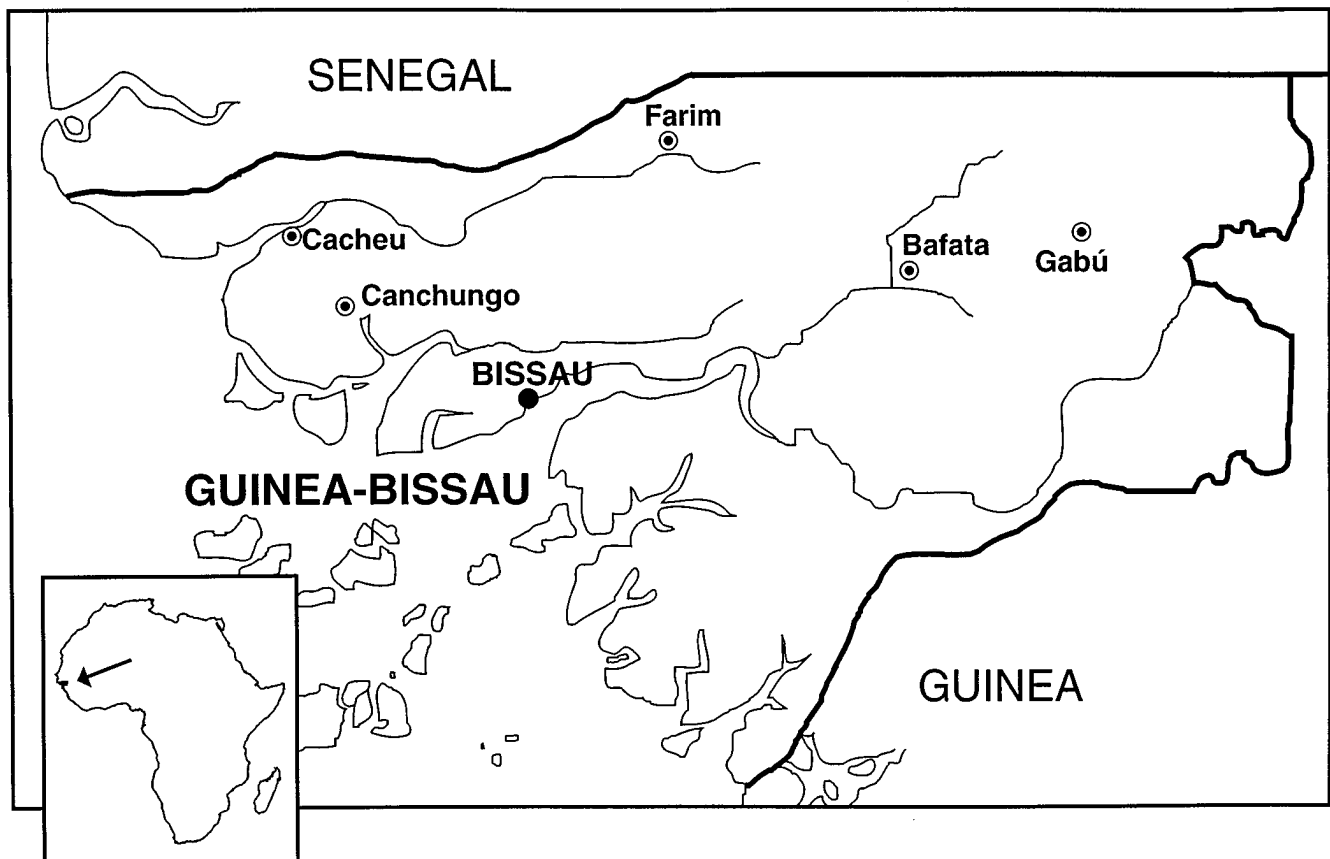 SENEGAL
Farim
Cacheu
Bafata
Gabú
Canchungo
BISSAU
GUINEA-BISSAU
GUINEA